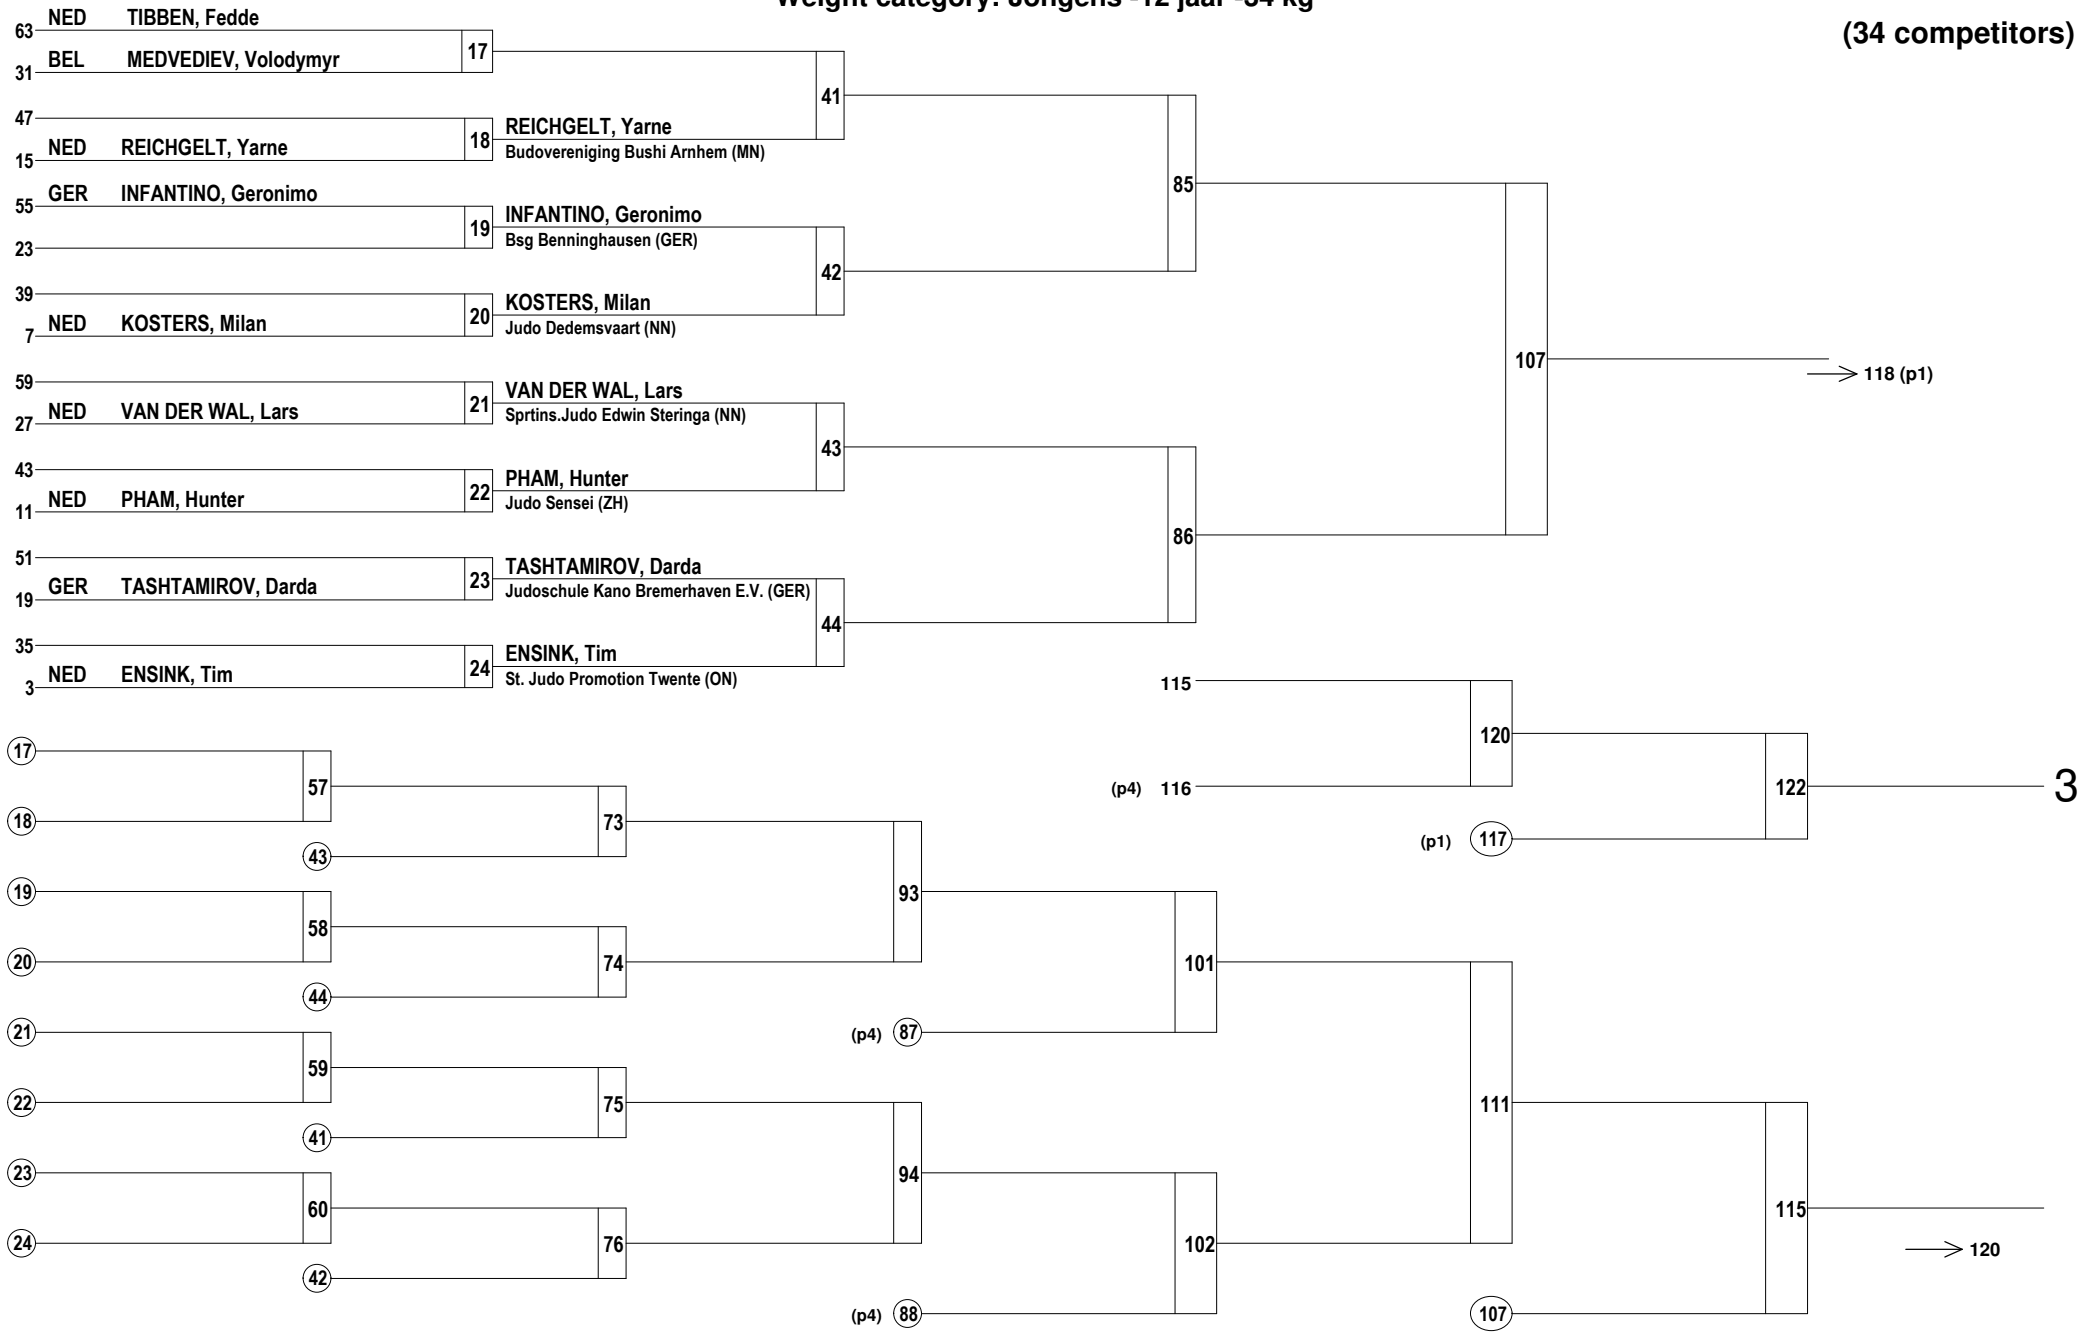 Weight category: Jongens -12 jaar -34 kg
(34 competitors)
63 NED TIBBEN, Fedde
17
31 BEL MEDVEDIEV, Volodymyr
41
47
18 REICHGELT, Yarne
Budovereniging Bushi Arnhem (MN)
15 NED REICHGELT, Yarne
85
55 GER INFANTINO, Geronimo
19 INFANTINO, Geronimo
Bsg Benninghausen (GER)
23
42
39
20 KOSTERS, Milan
Judo Dedemsvaart (NN)
7 NED KOSTERS, Milan
107
118 (p1)
59
21 VAN DER WAL, Lars
Sprtins.Judo Edwin Steringa (NN)
27 NED VAN DER WAL, Lars
43
43
22 PHAM, Hunter
Judo Sensei (ZH)
11 NED PHAM, Hunter
86
51
23 TASHTAMIROV, Darda
Judoschule Kano Bremerhaven E.V. (GER)
19 GER TASHTAMIROV, Darda
44
35
24 ENSINK, Tim
St. Judo Promotion Twente (ON)
3 NED ENSINK, Tim
115
120
(p4) 116
122
3
(p1) 117
17
57
18
73
43
19
93
58
20
74
101
44
21
(p4) 87
59
22
75
111
41
23
94
60
115
24
76
102
120
42
(p4) 88
107